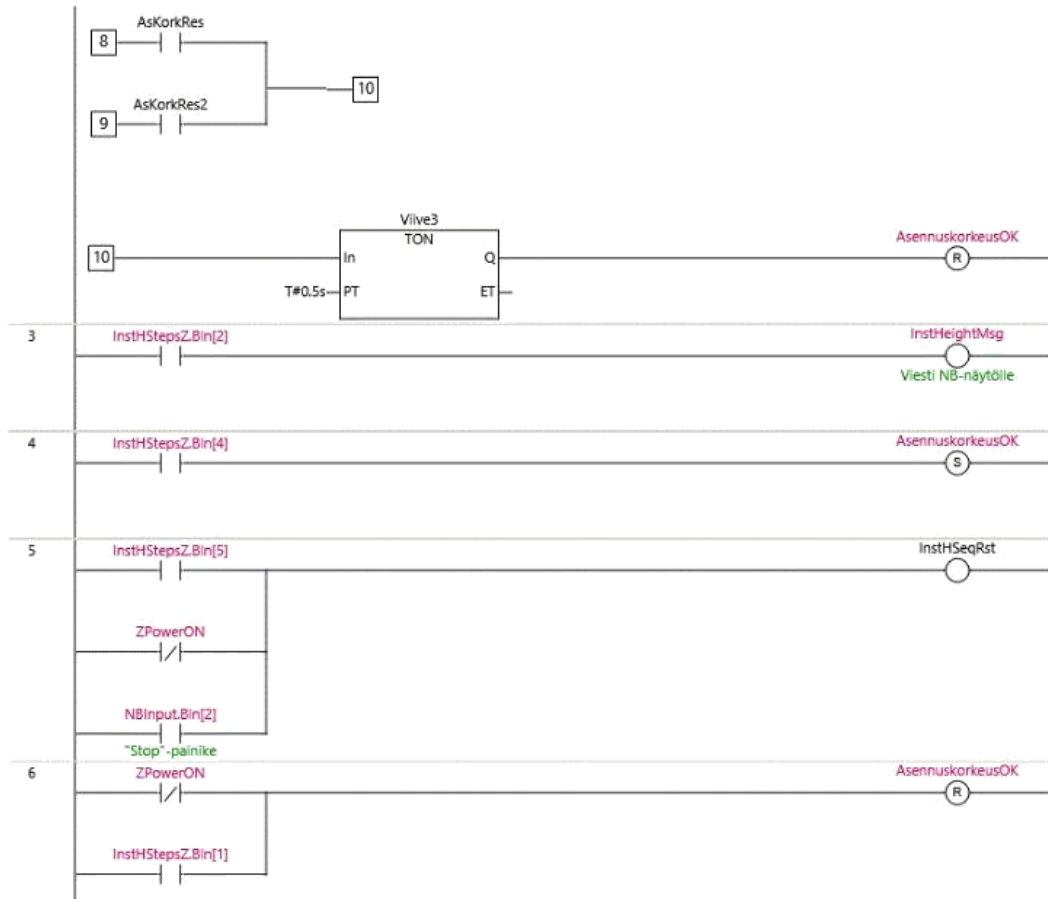 AsKorkRes
8
10
AsKorkRes2
9
Viive3
TON
AsennuskorkeusOK
10
In
Q
R
T#0.5s
PT
ET
3
InstHStepsZ.Bin[2]
InstHeightMsg
Viesti NB-näytölle
4
InstHStepsZ.Bin[4]
AsennuskorkeusOK
S
5
InstHStepsZ.Bin[5]
InstHSeqRst
ZPowerON
NBInput.Bin[2]
"Stop"-painike
6
ZPowerON
AsennuskorkeusOK
R
InstHStepsZ.Bin[1]